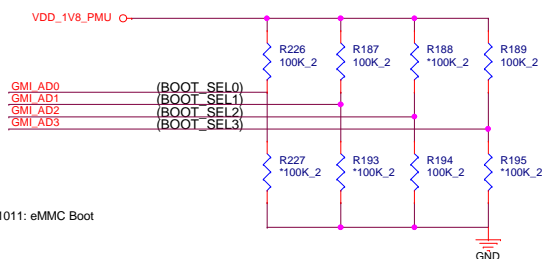 VDD_1V8_PMU
R226
100K_2
R187
100K_2
R188
*100K_2
R189
100K_2
GMI_AD0 (BOOT_SEL0)
GMI_AD1 (BOOT_SEL1)
GMI_AD2 (BOOT_SEL2)
GMI_AD3 (BOOT_SEL3)
R227
*100K_2
R193
*100K_2
R194
100K_2
R195
*100K_2
1011: eMMC Boot
GND